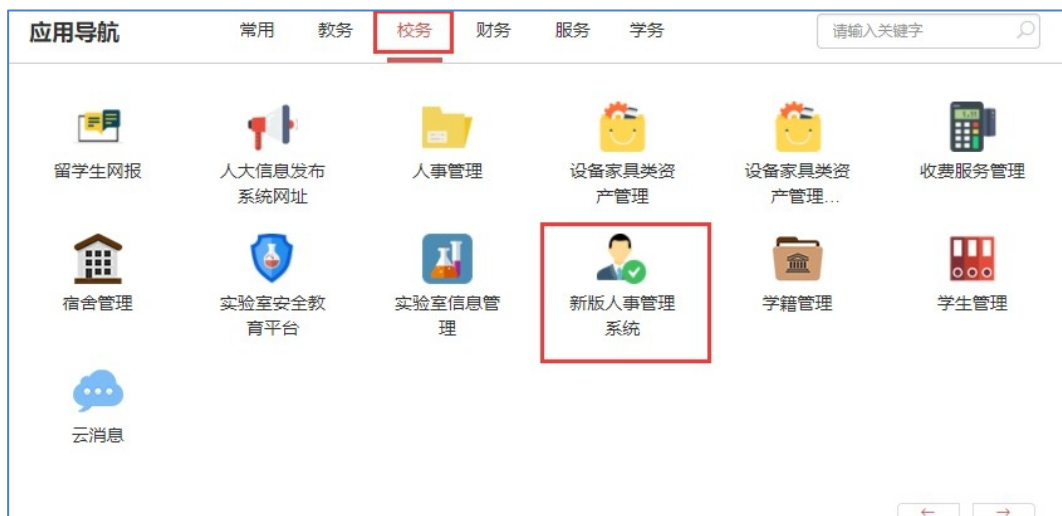 应用导航 常用 教务 校务 财务 服务 学务 请输入关键字
留学生网报 人大信息发布 人事管理 设备家具类资 设备家具类资 收费服务管理
系统网址 产管理 产管理...
宿舍管理 实验室安全教 实验室信息管 新版人事管理 学籍管理 学生管理
育平台 理 系统
云消息